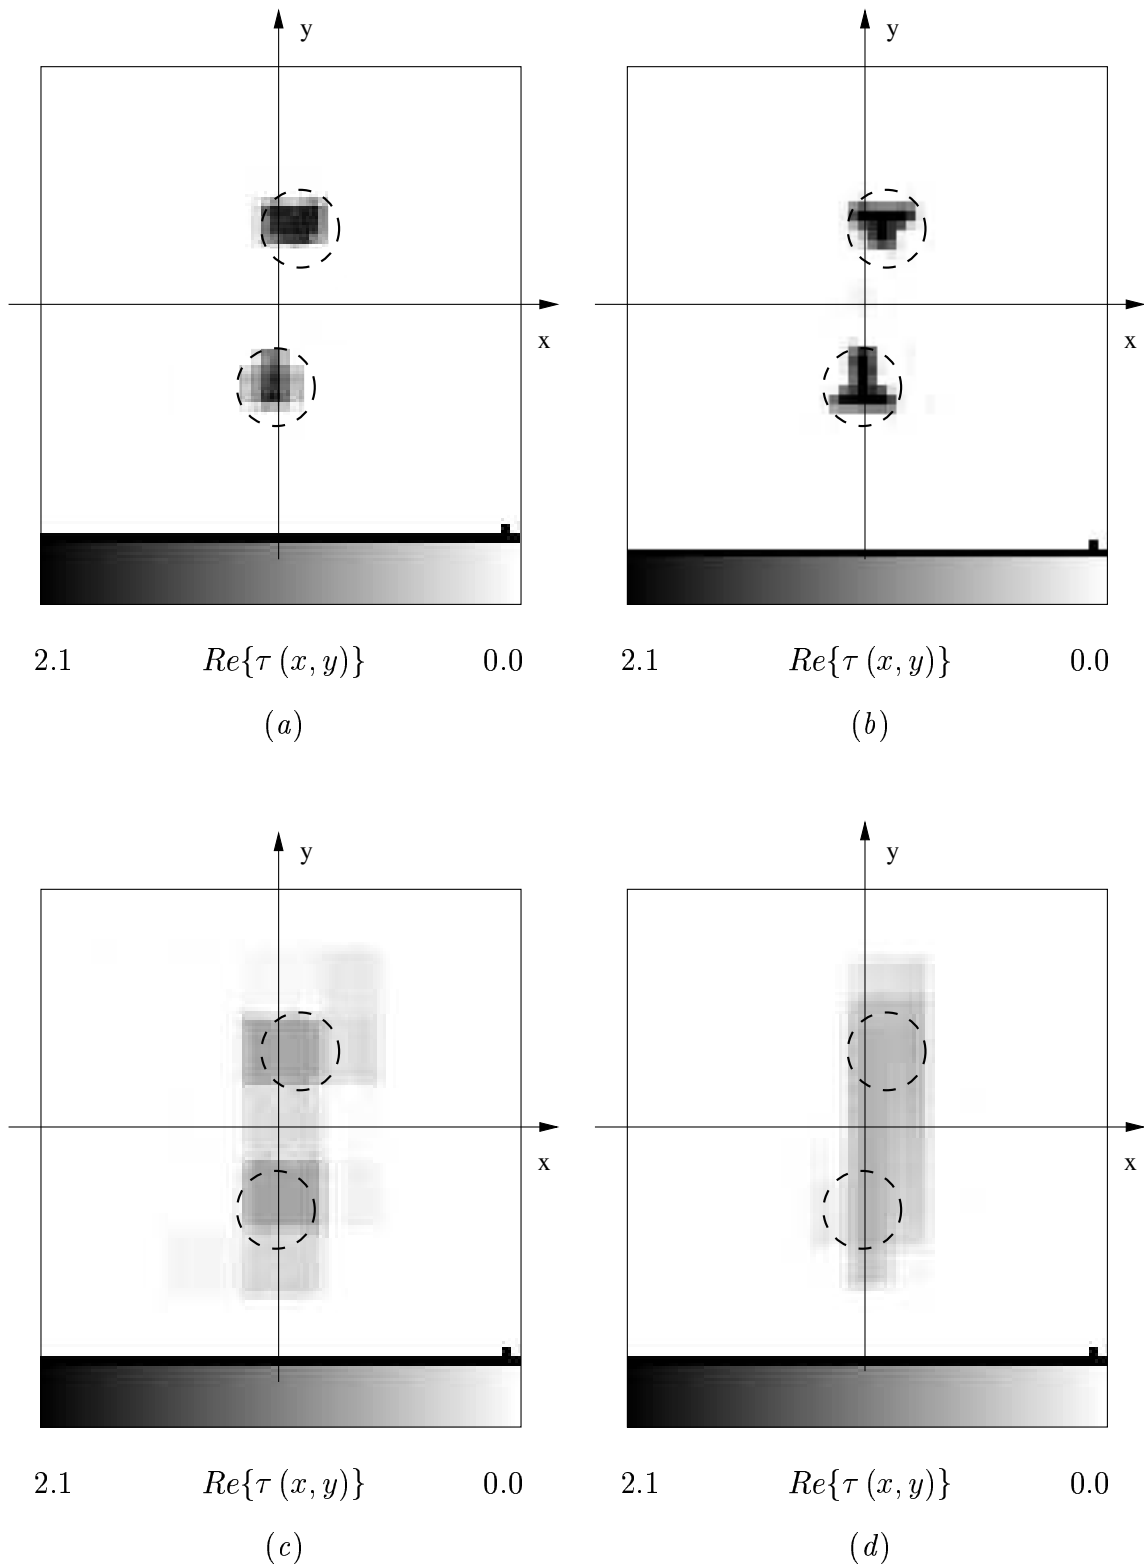 y y
x x
2.1 Re{τ (x, y)} 0.0 2.1 Re{τ (x, y)} 0.0
(a) (b)
y y
x x
2.1 Re{τ (x, y)} 0.0 2.1 Re{τ (x, y)} 0.0
(c) (d)